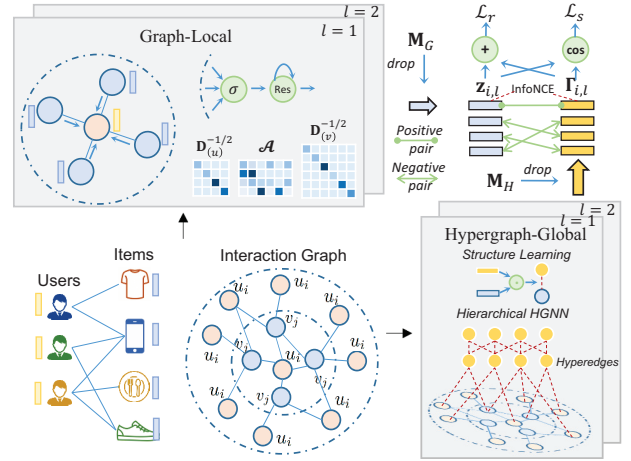 l = 2
l = 1
Graph-Local
σ
Res
D_{(u)}^{-1/2}
𝓐
D_{(v)}^{-1/2}
M_G
drop
ℒ_r
ℒ_s
+
cos
z_{i,l}
Γ_{i,l}
InfoNCE
Positive
pair
Negative
pair
M_H
drop
Users
Items
Interaction Graph
u_i
u_i
u_i
u_i
v_j
u_i
v_j
u_i
v_j
u_i
v_j
u_i
u_i
l = 2
l = 1
Hypergraph-Global
Structure Learning
Hierarchical HGNN
Hyperedges